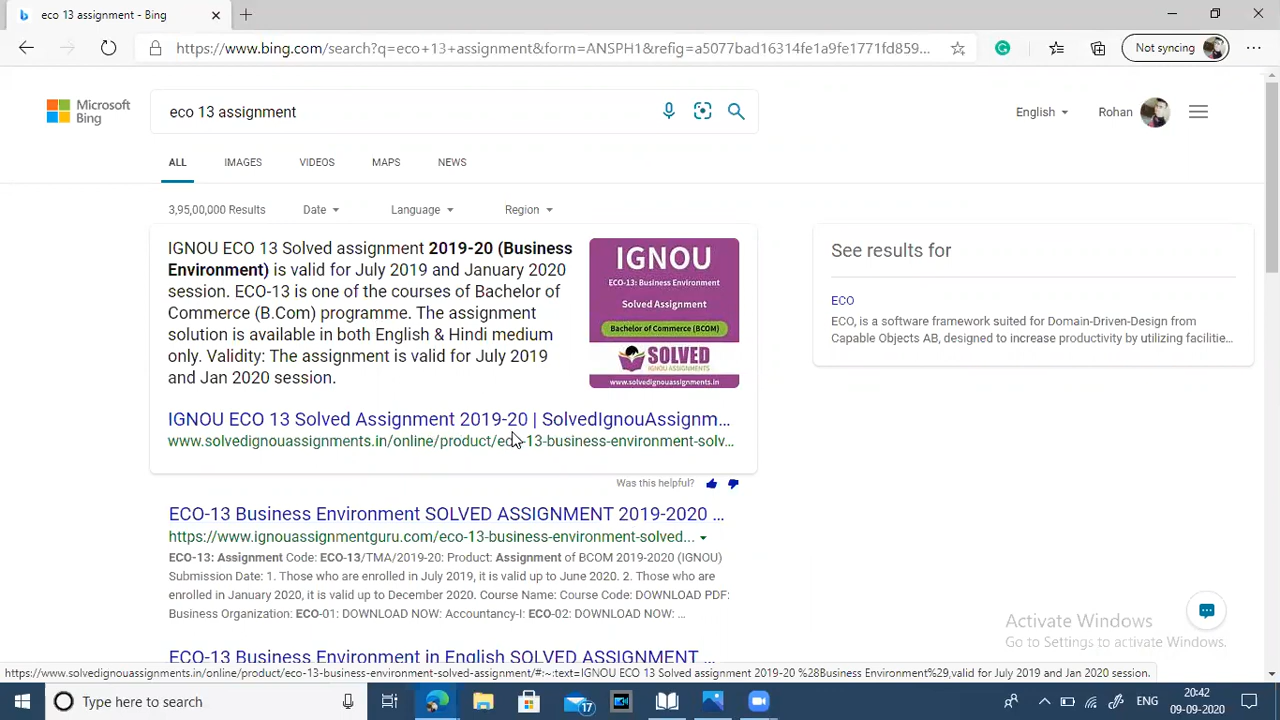 eco 13 assignment - Bing
https://www.bing.com/search?q=eco+13+assignment&form=ANSPH1&refig=a5077bad16314fe1a9fe1771fd859...
Not syncing
Microsoft
Bing
eco 13 assignment
English
Rohan
ALL IMAGES VIDEOS MAPS NEWS
3,95,00,000 Results Date Language Region
IGNOU ECO 13 Solved assignment 2019-20 (Business
Environment) is valid for July 2019 and January 2020
session. ECO-13 is one of the courses of Bachelor of
Commerce (B.Com) programme. The assignment
solution is available in both English & Hindi medium
only. Validity: The assignment is valid for July 2019
and Jan 2020 session.
IGNOU
ECO-13: Business Environment
Solved Assignment
Bachelor of Commerce (BCOM)
SOLVED
IGNOU ASSIGNMENTS
www.solvedignouassignments.in
IGNOU ECO 13 Solved Assignment 2019-20 | SolvedIgnouAssignm...
www.solvedignouassignments.in/online/product/eco-13-business-environment-solv...
Was this helpful?
See results for
ECO
ECO, is a software framework suited for Domain-Driven-Design from
Capable Objects AB, designed to increase productivity by utilizing facilitie...
ECO-13 Business Environment SOLVED ASSIGNMENT 2019-2020 ...
https://www.ignouassignmentguru.com/eco-13-business-environment-solved...
ECO-13: Assignment Code: ECO-13/TMA/2019-20: Product: Assignment of BCOM 2019-2020 (IGNOU)
Submission Date: 1. Those who are enrolled in July 2019, it is valid up to June 2020. 2. Those who are
enrolled in January 2020, it is valid up to December 2020. Course Name: Course Code: DOWNLOAD PDF:
Business Organization: ECO-01: DOWNLOAD NOW: Accountancy-I: ECO-02: DOWNLOAD NOW: ...
ECO-13 Business Environment in English SOLVED ASSIGNMENT ...
Activate Windows
Go to Settings to activate Windows.
https://www.solvedignouassignments.in/online/product/eco-13-business-environment-solved-assignment/#:~:text=IGNOU ECO 13 Solved assignment 2019-20 %28Business Environment%29,valid for July 2019 and Jan 2020 session.
Type here to search
17
ENG
20:42
09-09-2020